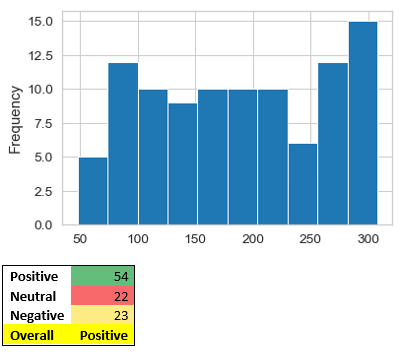 15.0
12.5
10.0
7.5
5.0
2.5
0.0
Frequency
50 100 150 200 250 300
Positive 54
Neutral 22
Negative 23
Overall Positive